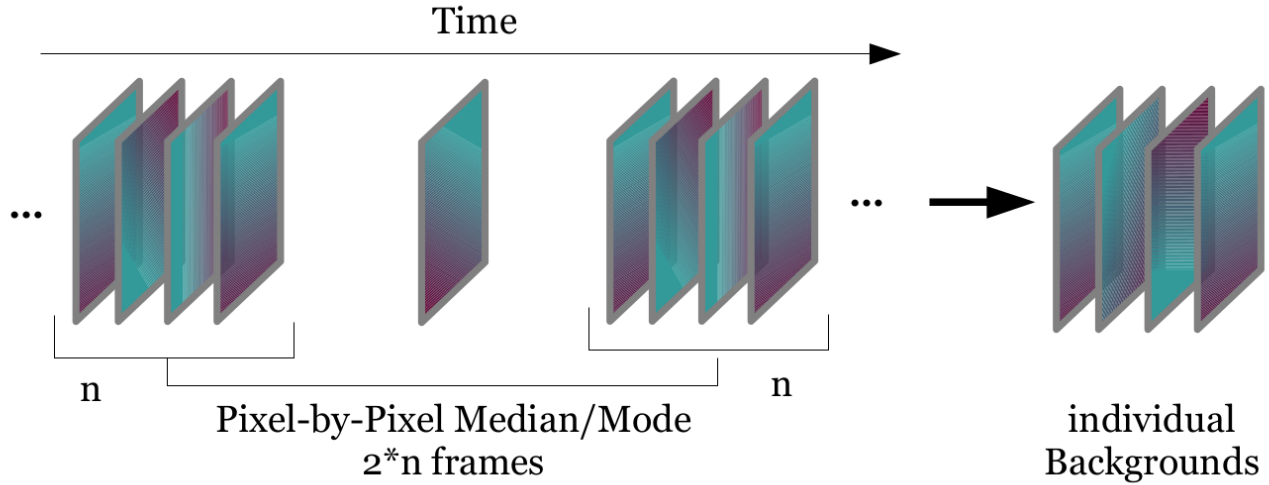 Time
...
...
n
n
Pixel-by-Pixel Median/Mode
2*n frames
individual
Backgrounds